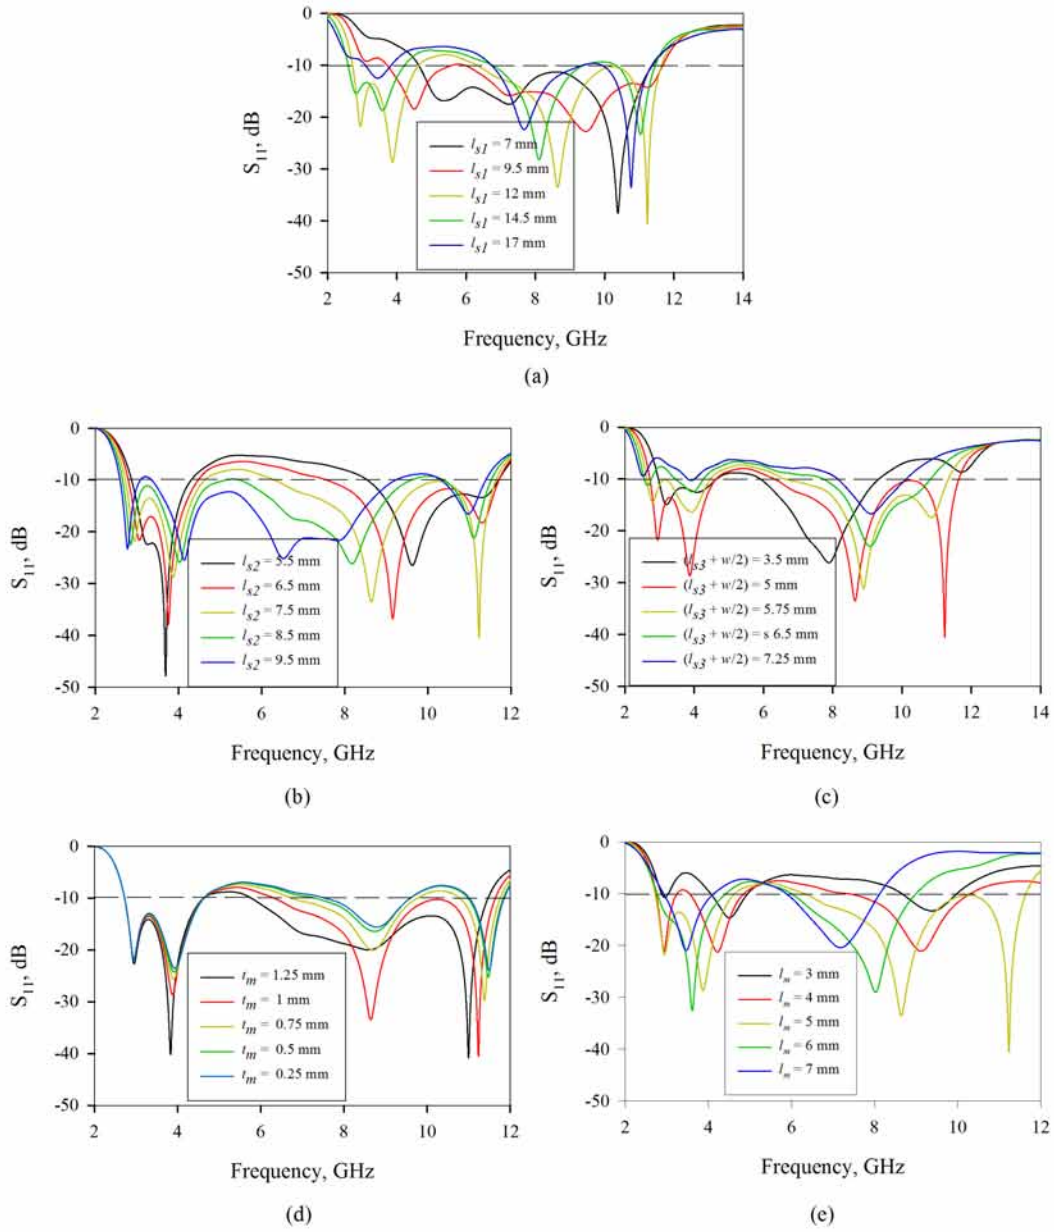 0
-10
-20
-30
-40
-50
S11, dB
ls1 = 7 mm
ls1 = 9.5 mm
ls1 = 12 mm
ls1 = 14.5 mm
ls1 = 17 mm
2 4 6 8 10 12 14
Frequency, GHz
(a)
0
-10
-20
-30
-40
-50
S11, dB
ls2 = 5.5 mm
ls2 = 6.5 mm
ls2 = 7.5 mm
ls2 = 8.5 mm
ls2 = 9.5 mm
2 4 6 8 10 12
Frequency, GHz
(b)
0
-10
-20
-30
-40
-50
S11, dB
(ls3 + w/2) = 3.5 mm
(ls3 + w/2) = 5 mm
(ls3 + w/2) = 5.75 mm
(ls3 + w/2) = s 6.5 mm
(ls3 + w/2) = 7.25 mm
2 4 6 8 10 12 14
Frequency, GHz
(c)
0
-10
-20
-30
-40
-50
S11, dB
tm = 1.25 mm
tm = 1 mm
tm = 0.75 mm
tm = 0.5 mm
tm = 0.25 mm
2 4 6 8 10 12
Frequency, GHz
(d)
0
-10
-20
-30
-40
-50
S11, dB
lm = 3 mm
lm = 4 mm
lm = 5 mm
lm = 6 mm
lm = 7 mm
2 4 6 8 10 12
Frequency, GHz
(e)